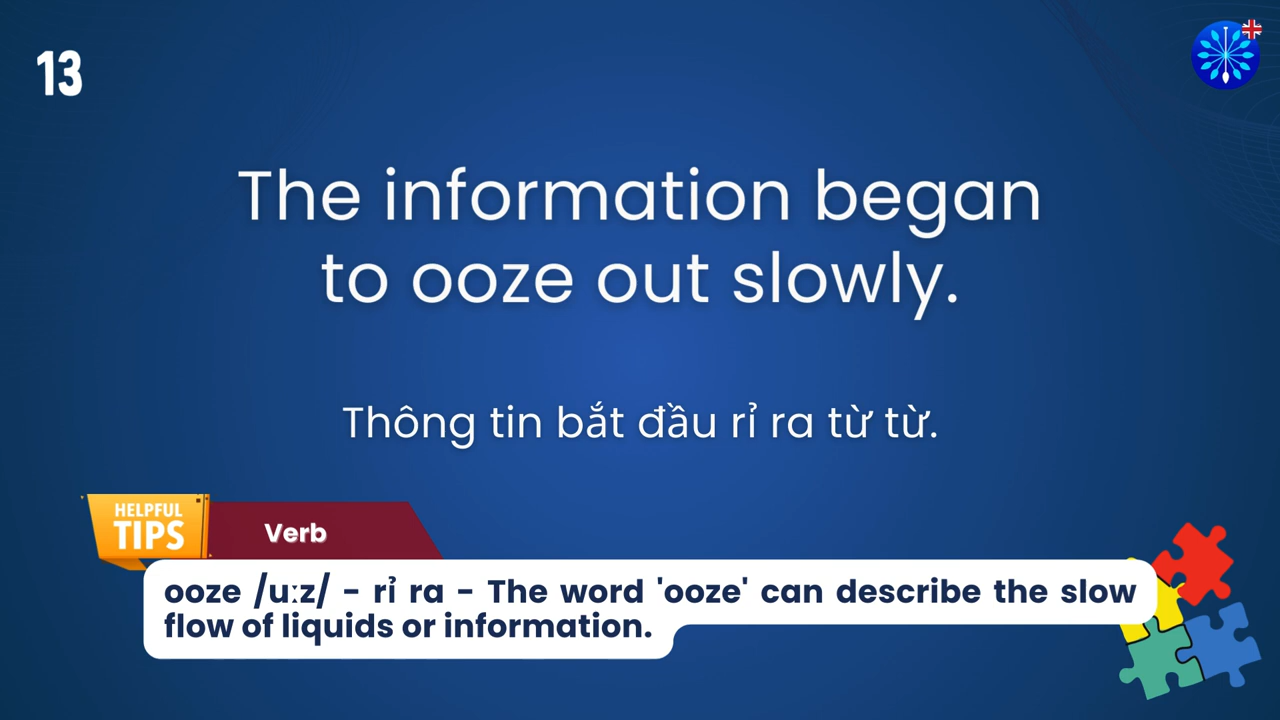 13
The information began
to ooze out slowly.
Thông tin bắt đầu rỉ ra từ từ.
HELPFUL
TIPS
Verb
ooze /uːz/ - rỉ ra - The word 'ooze' can describe the slow
flow of liquids or information.